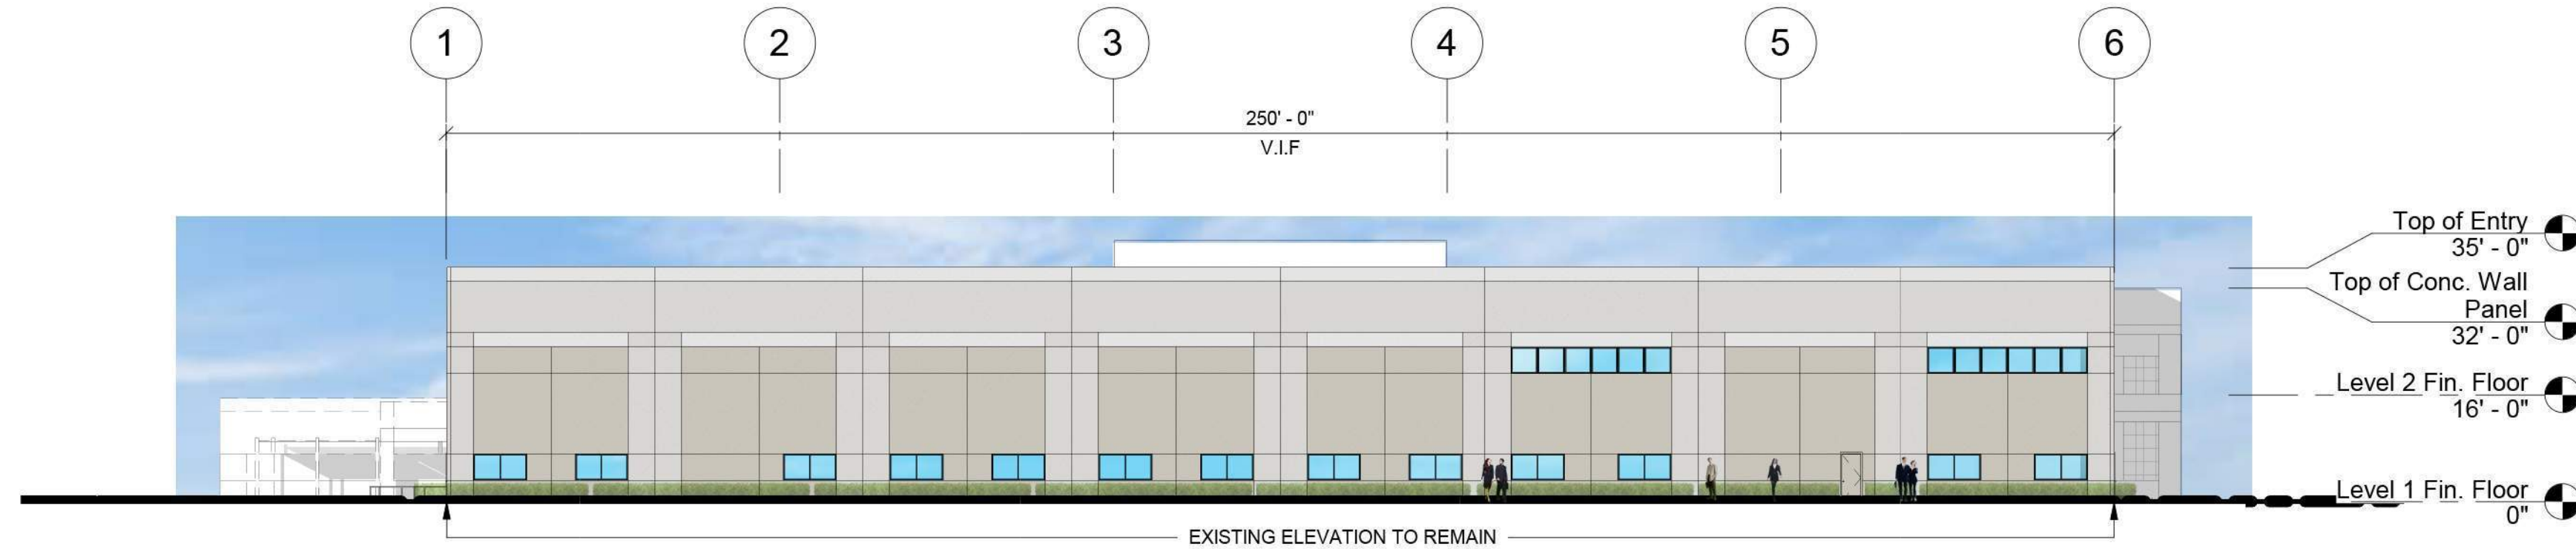 1 2 3 4 5 6
250' - 0"
V.I.F
Top of Entry
35' - 0"
Top of Conc. Wall
Panel
32' - 0"
Level 2 Fin. Floor
16' - 0"
Level 1 Fin. Floor
0"
EXISTING ELEVATION TO REMAIN